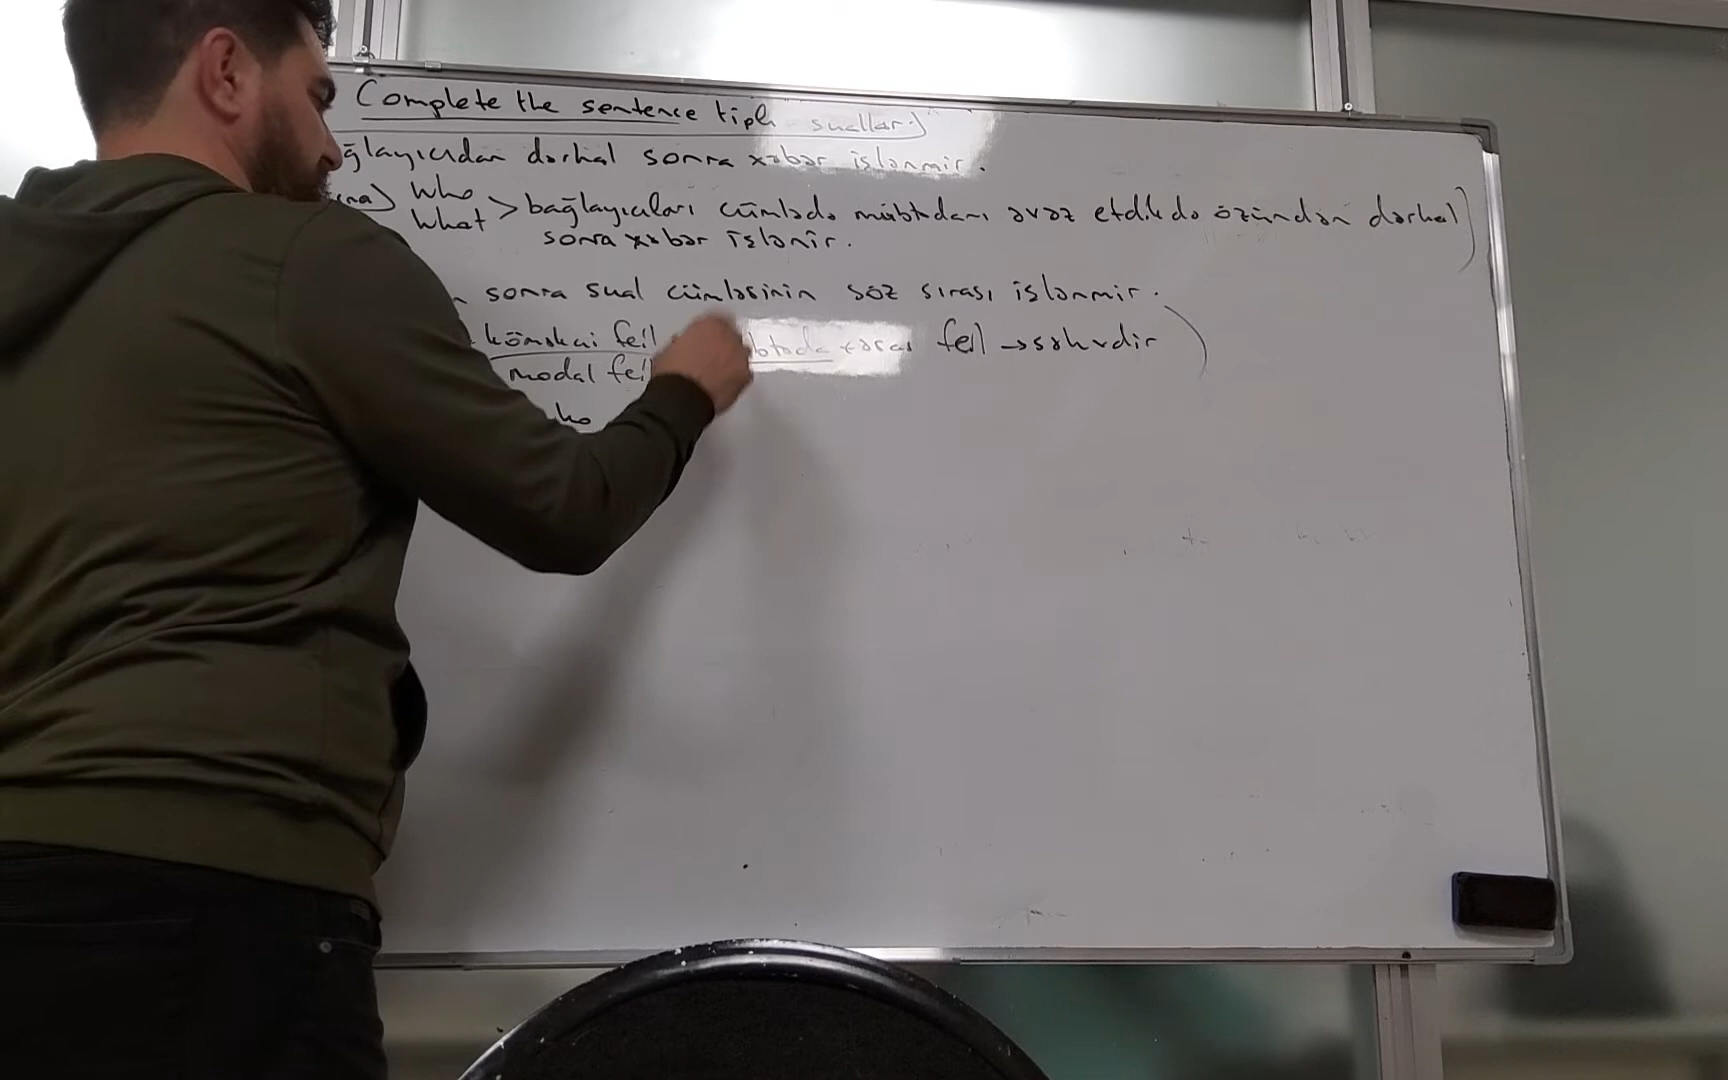 Complete the sentence tipli suallar
ğlayıcıdan dərhal sonra xəbər işlənmir.
Who
What > bağlayıcıları cümlədə mübtədanı əvəz etdikdə özündən dərhal
sonra xəbər işlənir.
sonra sual cümləsinin söz sırası işlənmir.
köməkçi feil feil → səhvdir
modal feil